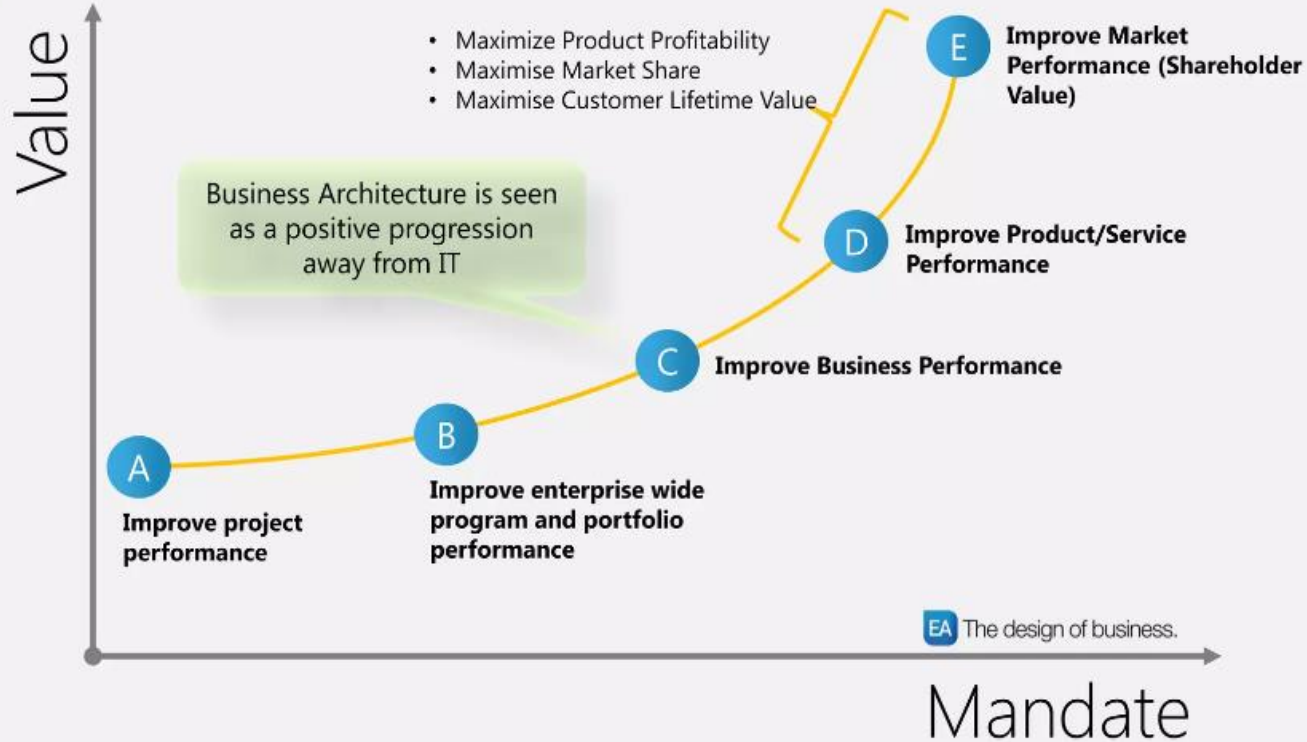 Value
• Maximize Product Profitability
• Maximise Market Share
• Maximise Customer Lifetime Value
E
Improve Market
Performance (Shareholder
Value)
Business Architecture is seen
as a positive progression
away from IT
D
Improve Product/Service
Performance
C
Improve Business Performance
B
Improve enterprise wide
program and portfolio
performance
A
Improve project
performance
EA The design of business.
Mandate